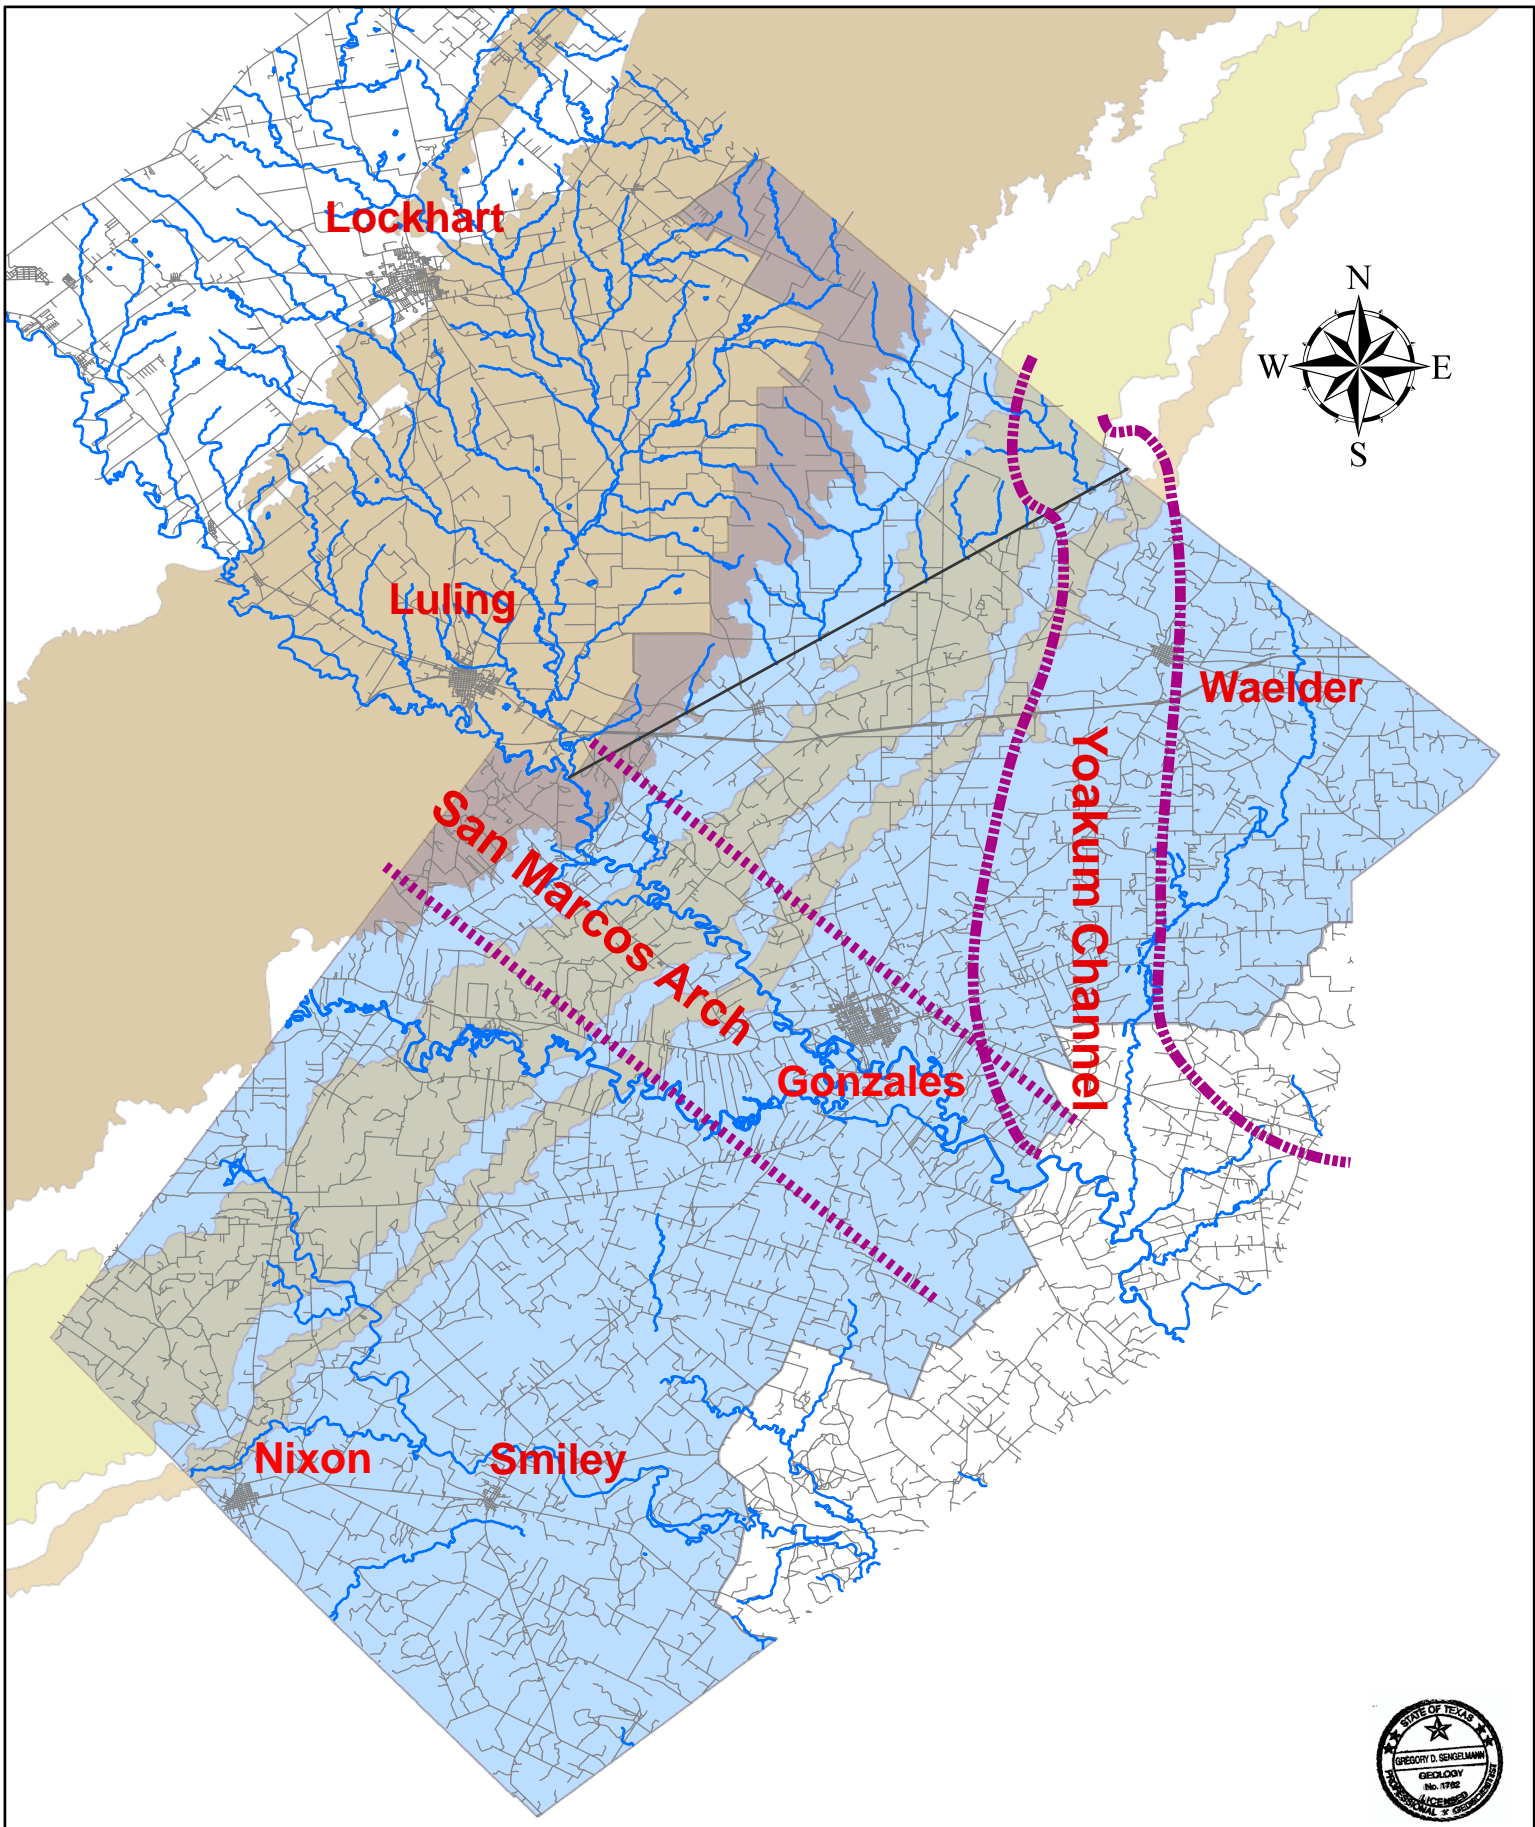 Lockhart
N
W E
S
Luling
Waelder
San Marcos Arch
Yoakum Channel
Gonzales
Nixon
Smiley
STATE OF TEXAS
GREGORY D. SENGELMANN
GEOLOGY
No. 1782
LICENSED
PROFESSIONAL GEOSCIENTIST